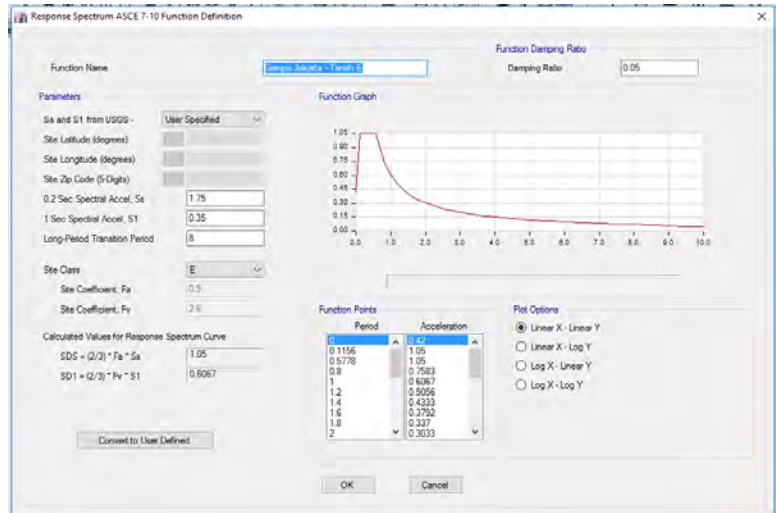 Response Spectrum ASCE 7-10 Function Definition
Function Damping Ratio
Function Name
Gempa Jakarta - Tanah E
Damping Ratio
0.05
Parameters
Ss and S1 from USGS -
User Specified
Site Latitude (degrees)
Site Longitude (degrees)
Site Zip Code (5-Digits)
0.2 Sec Spectral Accel, Ss
1.75
1 Sec Spectral Accel, S1
0.35
Long-Period Transition Period
8
Site Class
E
Site Coefficient, Fa
0.9
Site Coefficient, Fv
2.6
Calculated Values for Response Spectrum Curve
SDS = (2/3) * Fa * Ss
1.05
SD1 = (2/3) * Fv * S1
0.6067
Convert to User Defined
Function Graph
1.05
0.90
0.75
0.60
0.45
0.30
0.15
0.00
0.0 1.0 2.0 3.0 4.0 5.0 6.0 7.0 8.0 9.0 10.0
Function Points
Period Acceleration
0 0.42
0.1156 1.05
0.5778 1.05
0.8 0.7583
1 0.6067
1.2 0.5056
1.4 0.4333
1.6 0.3792
1.8 0.337
2 0.3033
Plot Options
Linear X - Linear Y
Linear X - Log Y
Log X - Linear Y
Log X - Log Y
OK
Cancel